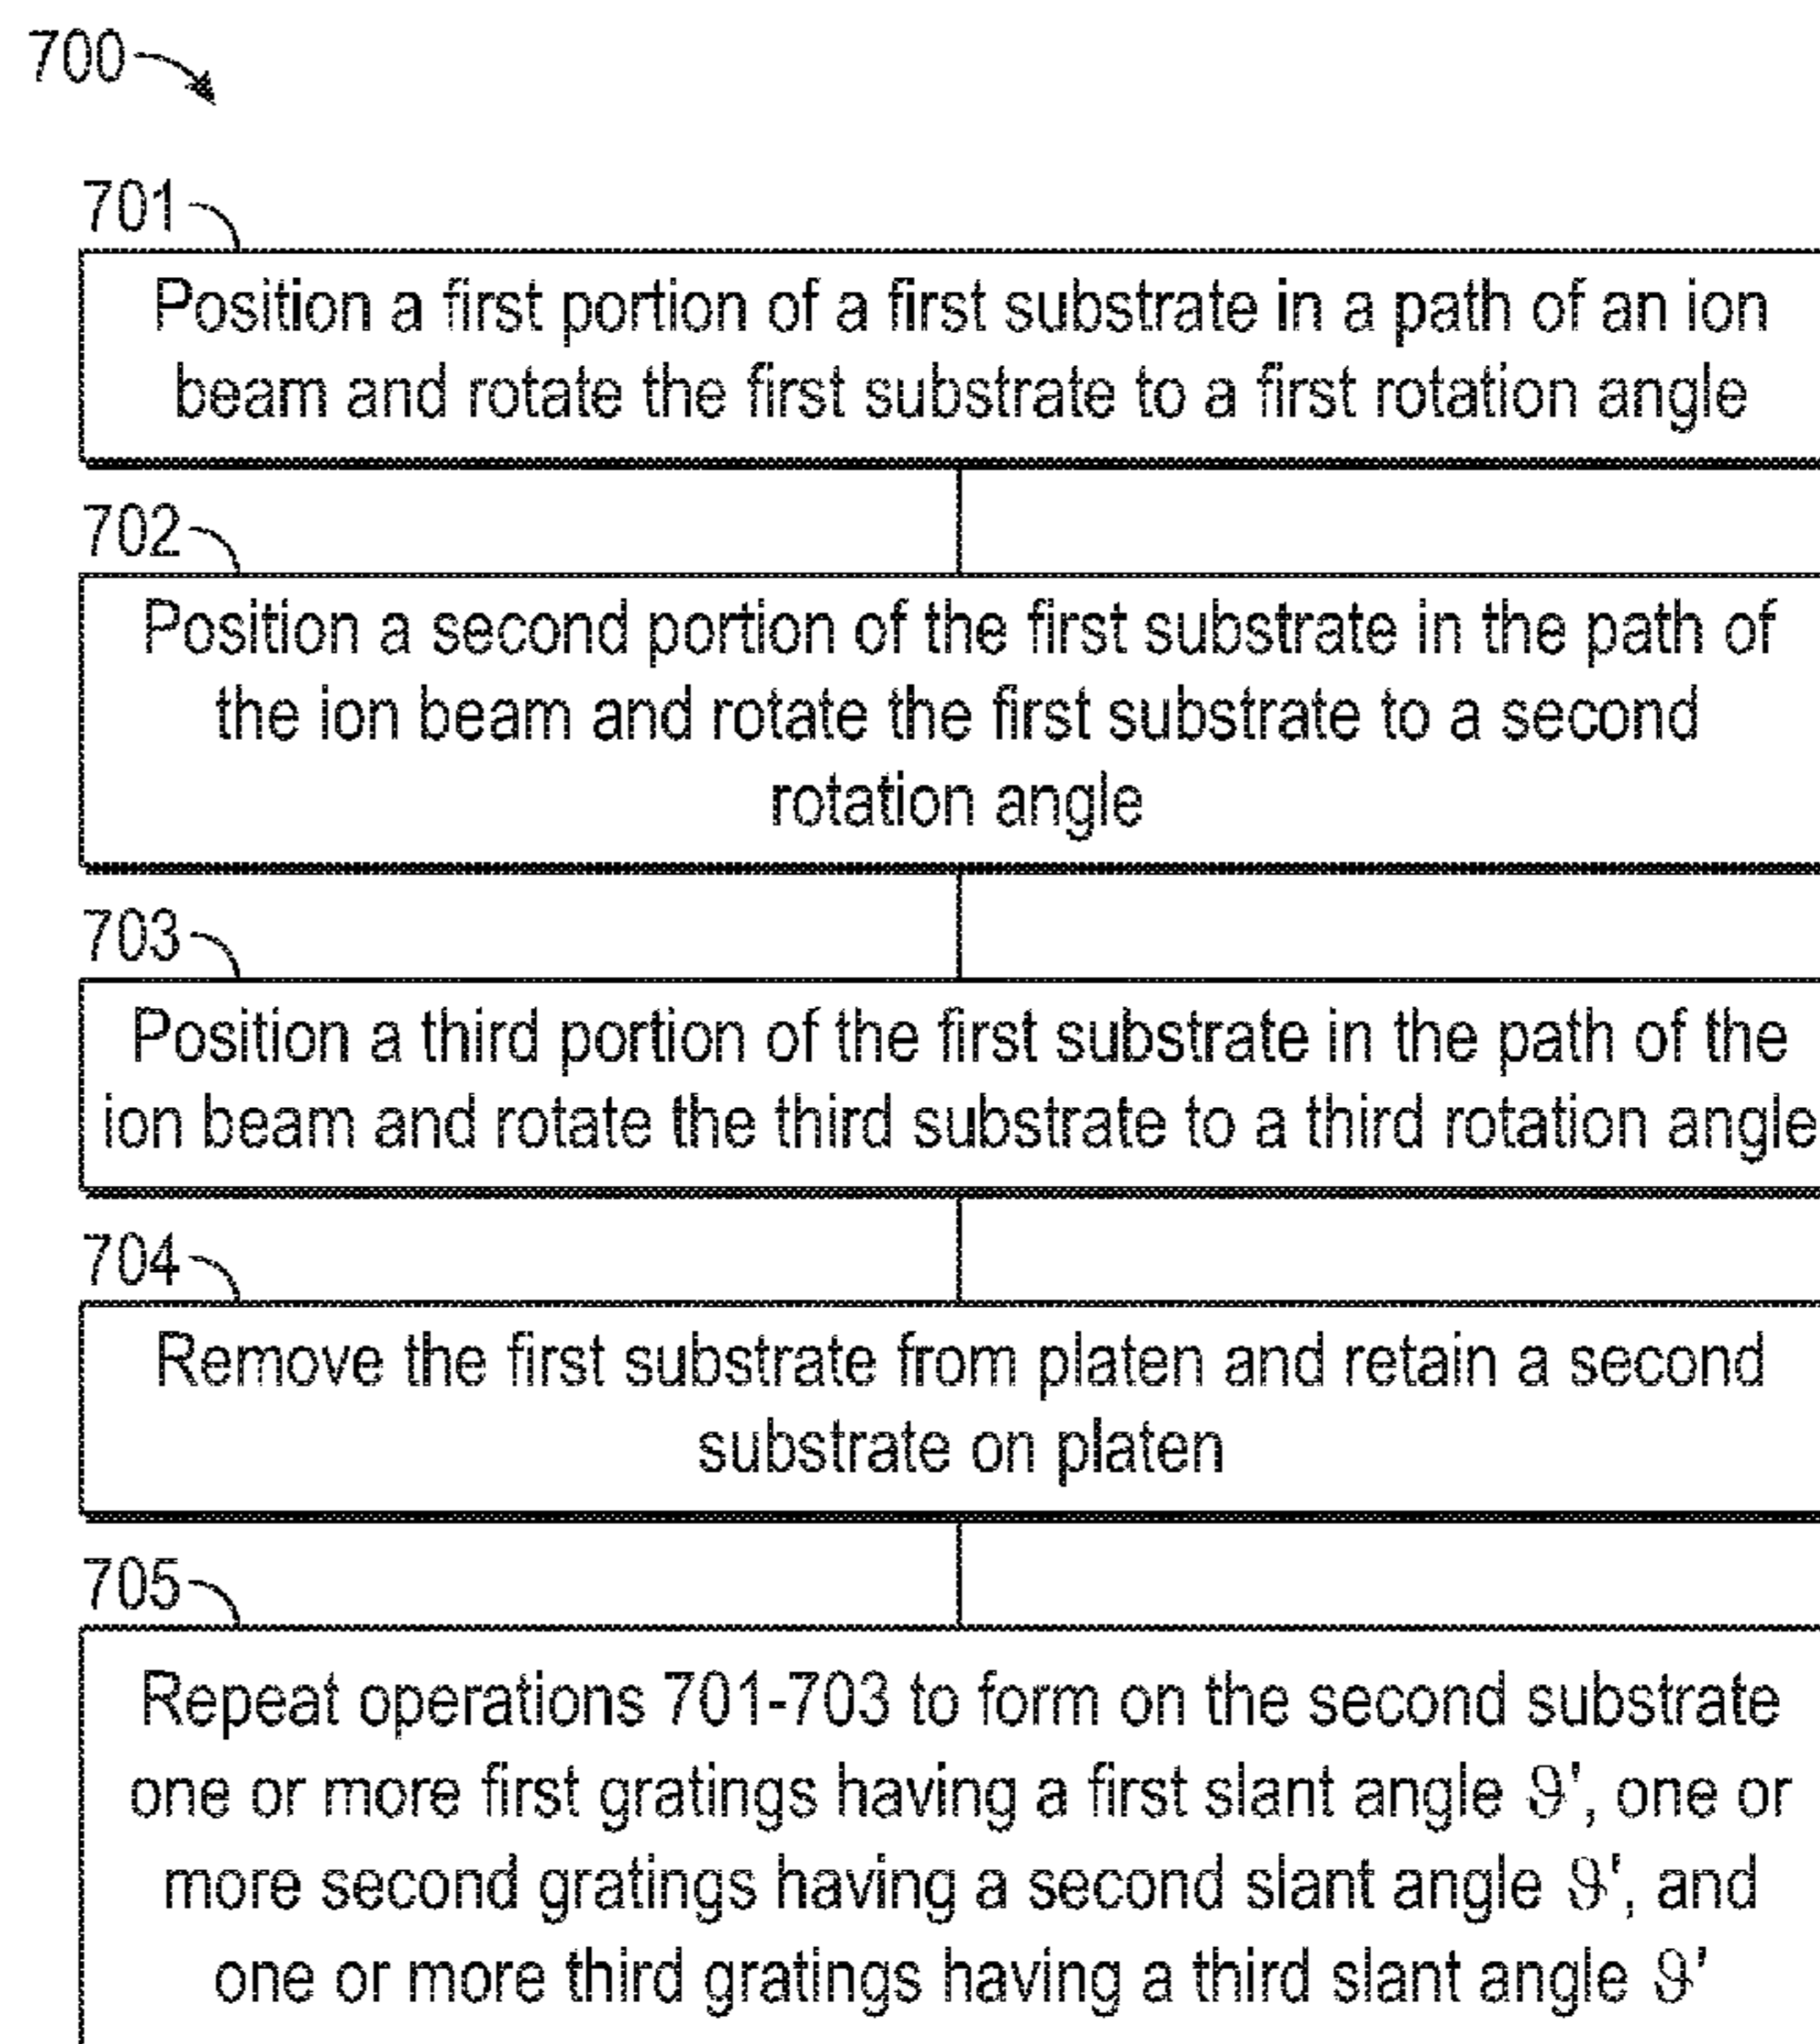 700
701
Position a first portion of a first substrate in a path of an ion
beam and rotate the first substrate to a first rotation angle
702
Position a second portion of the first substrate in the path of
the ion beam and rotate the first substrate to a second
rotation angle
703
Position a third portion of the first substrate in the path of the
ion beam and rotate the third substrate to a third rotation angle
704
Remove the first substrate from platen and retain a second
substrate on platen
705
Repeat operations 701-703 to form on the second substrate
one or more first gratings having a first slant angle ϑ', one or
more second gratings having a second slant angle ϑ', and
one or more third gratings having a third slant angle ϑ'